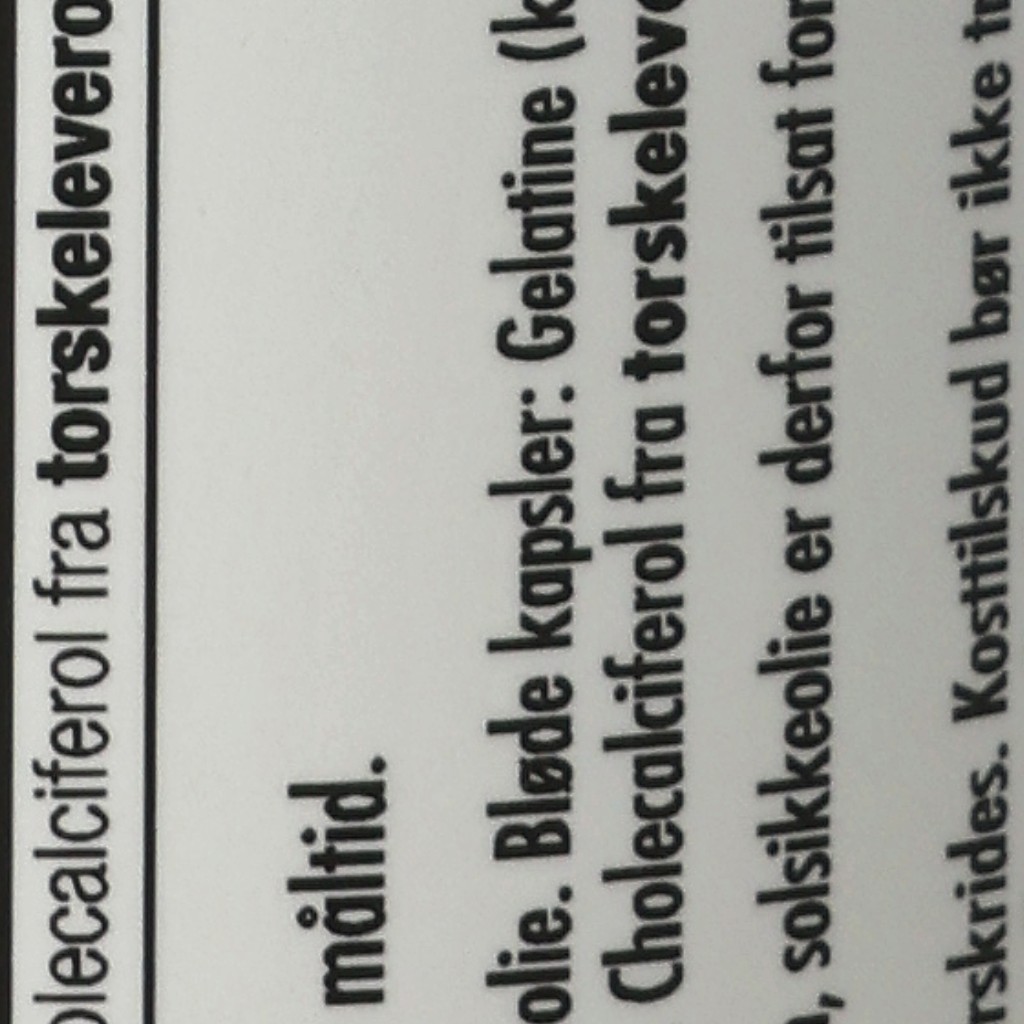 olecalciferol fra torskelevero
måltid.
olie. Bløde kapsler: Gelatine (k
Cholecalciferol fra torskeleve
, solsikkeolie er derfor tilsat for
rskrides. Kosttilskud bør ikke